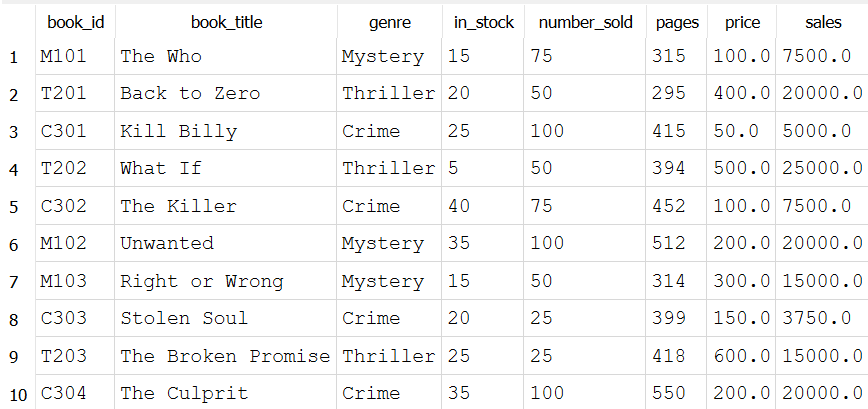 book_id book_title genre in_stock number_sold pages price sales
1 M101 The Who Mystery 15 75 315 100.0 7500.0
2 T201 Back to Zero Thriller 20 50 295 400.0 20000.0
3 C301 Kill Billy Crime 25 100 415 50.0 5000.0
4 T202 What If Thriller 5 50 394 500.0 25000.0
5 C302 The Killer Crime 40 75 452 100.0 7500.0
6 M102 Unwanted Mystery 35 100 512 200.0 20000.0
7 M103 Right or Wrong Mystery 15 50 314 300.0 15000.0
8 C303 Stolen Soul Crime 20 25 399 150.0 3750.0
9 T203 The Broken Promise Thriller 25 25 418 600.0 15000.0
10 C304 The Culprit Crime 35 100 550 200.0 20000.0